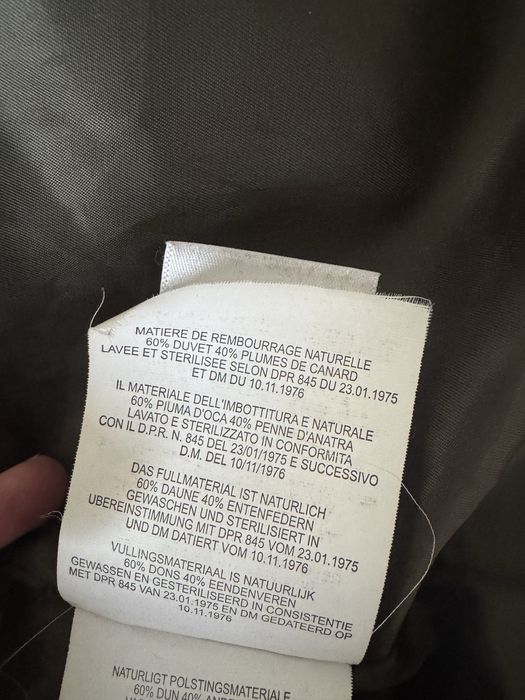 MATIERE DE REMBOURRAGE NATURELLE
60% DUVET 40% PLUMES DE CANARD
LAVEE ET STERILISEE SELON DPR 845 DU 23.01.1975
ET DM DU 10.11.1976
IL MATERIALE DELL'IMBOTTITURA E NATURALE
60% PIUMA D'OCA 40% PENNE D'ANATRA
LAVATO E STERILIZZATO IN CONFORMITA
CON IL D.P.R. N. 845 DEL 23/01/1975 E SUCCESSIVO
D.M. DEL 10/11/1976
DAS FULLMATERIAL IST NATURLICH
60% DAUNE 40% ENTENFEDERN
GEWASCHEN UND STERILISIERT IN
UBEREINSTIMMUNG MIT DPR 845 VOM 23.01.1975
UND DM DATIERT VOM 10.11.1976
VULLINGSMATERIAAL IS NATUURLIJK
60% DONS 40% EENDENVEREN
GEWASSEN EN GESTERILISEERD IN CONSISTENTIE
MET DPR 845 VAN 23.01.1975 EN DM GEDATEERD OP
10.11.1976
NATURLIGT POLSTINGSMATERIALE
60% DUN 40%